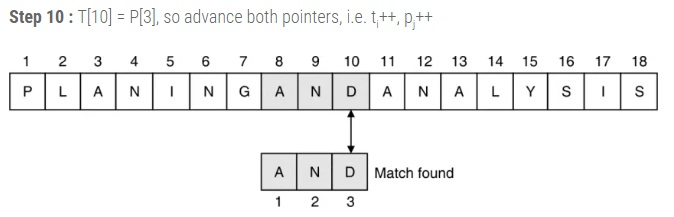 Step 10 : T[10] = P[3], so advance both pointers, i.e. tᵢ++, pⱼ++
1 2 3 4 5 6 7 8 9 10 11 12 13 14 15 16 17 18
P L A N I N G A N D A N A L Y S I S
A N D Match found
1 2 3